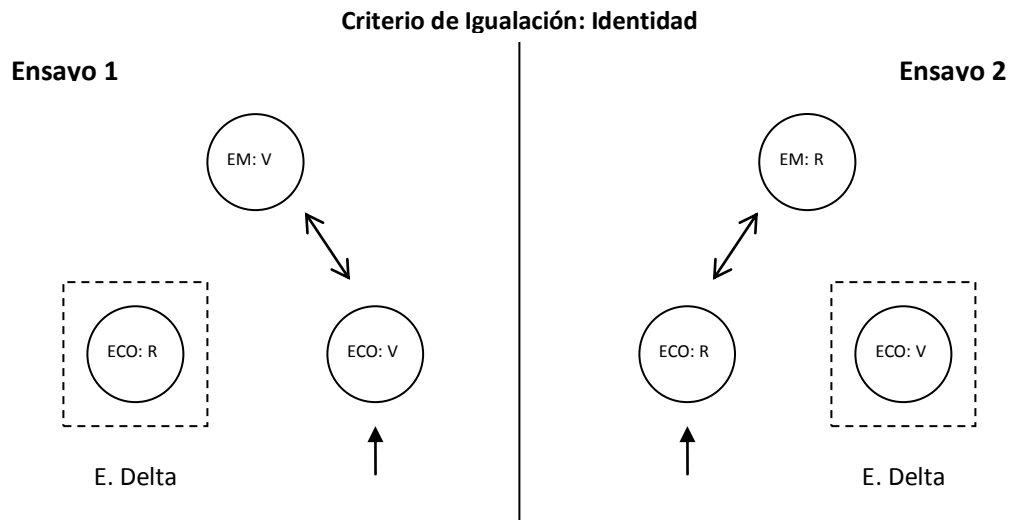 Criterio de Igualación: Identidad
Ensayo 1
Ensayo 2
EM: V
EM: R
ECO: R
ECO: V
ECO: R
ECO: V
E. Delta
E. Delta